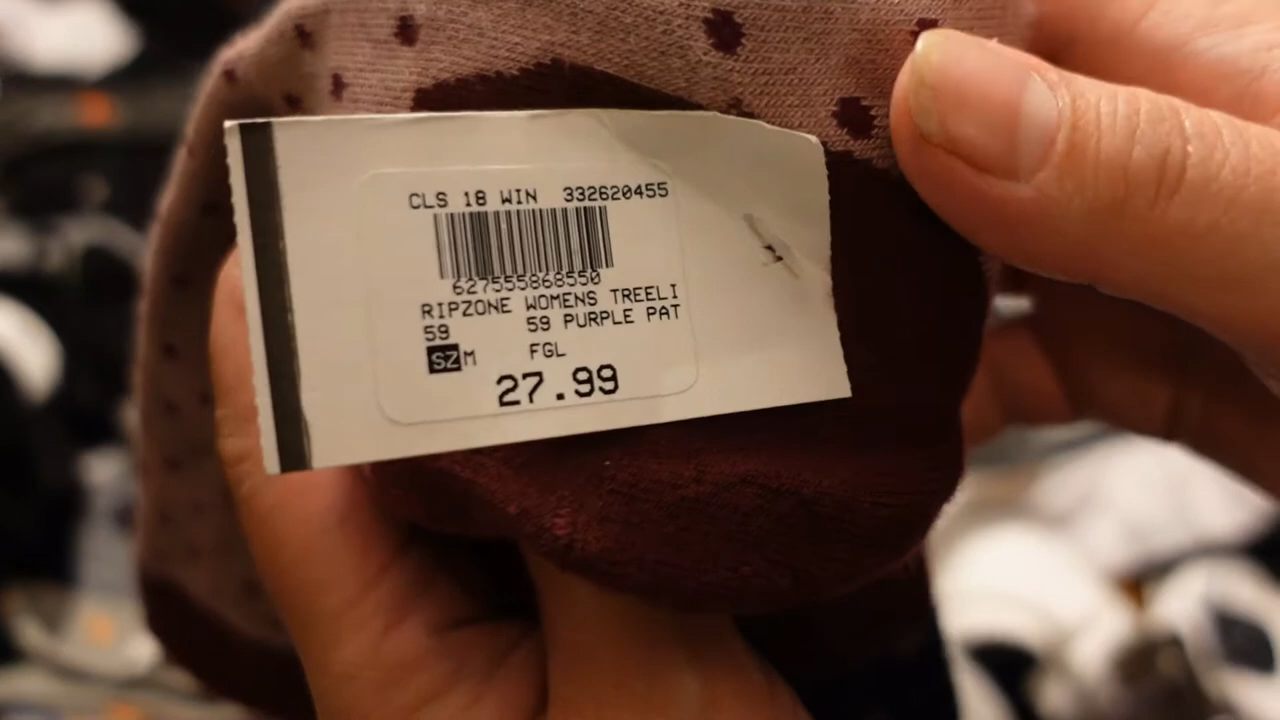 CLS 18 WIN 332620455
627555868550
RIPZONE WOMENS TREELI
59 59 PURPLE PAT
SZ M FGL
27.99